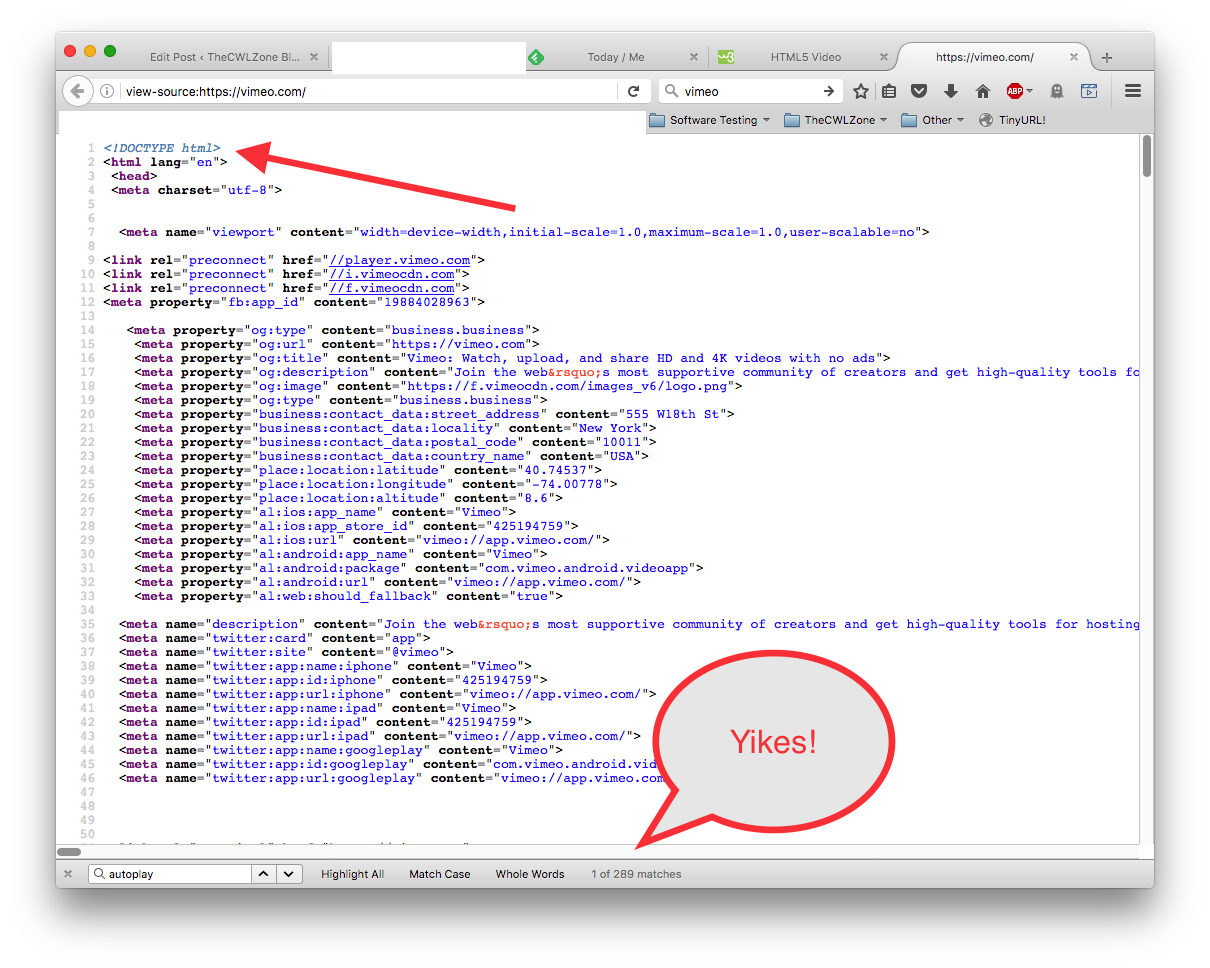 Edit Post ‹ TheCWLZone Bl...
Today / Me
HTML5 Video
https://vimeo.com/
view-source:https://vimeo.com/
vimeo
ABP
Software Testing
TheCWLZone
Other
TinyURL!
1 <!DOCTYPE html>
2 <html lang="en">
3 <head>
4 <meta charset="utf-8">
5
6
7 <meta name="viewport" content="width=device-width,initial-scale=1.0,maximum-scale=1.0,user-scalable=no">
8
9 <link rel="preconnect" href="//player.vimeo.com">
10 <link rel="preconnect" href="//i.vimeocdn.com">
11 <link rel="preconnect" href="//f.vimeocdn.com">
12 <meta property="fb:app_id" content="19884028963">
13
14 <meta property="og:type" content="business.business">
15 <meta property="og:url" content="https://vimeo.com">
16 <meta property="og:title" content="Vimeo: Watch, upload, and share HD and 4K videos with no ads">
17 <meta property="og:description" content="Join the web&rsquo;s most supportive community of creators and get high-quality tools fo
18 <meta property="og:image" content="https://f.vimeocdn.com/images_v6/logo.png">
19 <meta property="og:type" content="business.business">
20 <meta property="business:contact_data:street_address" content="555 W18th St">
21 <meta property="business:contact_data:locality" content="New York">
22 <meta property="business:contact_data:postal_code" content="10011">
23 <meta property="business:contact_data:country_name" content="USA">
24 <meta property="place:location:latitude" content="40.74537">
25 <meta property="place:location:longitude" content="-74.00778">
26 <meta property="place:location:altitude" content="8.6">
27 <meta property="al:ios:app_name" content="Vimeo">
28 <meta property="al:ios:app_store_id" content="425194759">
29 <meta property="al:ios:url" content="vimeo://app.vimeo.com/">
30 <meta property="al:android:app_name" content="Vimeo">
31 <meta property="al:android:package" content="com.vimeo.android.videoapp">
32 <meta property="al:android:url" content="vimeo://app.vimeo.com/">
33 <meta property="al:web:should_fallback" content="true">
34
35 <meta name="description" content="Join the web&rsquo;s most supportive community of creators and get high-quality tools for hosting
36 <meta name="twitter:card" content="app">
37 <meta name="twitter:site" content="@vimeo">
38 <meta name="twitter:app:name:iphone" content="Vimeo">
39 <meta name="twitter:app:id:iphone" content="425194759">
40 <meta name="twitter:app:url:iphone" content="vimeo://app.vimeo.com/">
41 <meta name="twitter:app:name:ipad" content="Vimeo">
42 <meta name="twitter:app:id:ipad" content="425194759">
43 <meta name="twitter:app:url:ipad" content="vimeo://app.vimeo.com/">
44 <meta name="twitter:app:name:googleplay" content="Vimeo">
45 <meta name="twitter:app:id:googleplay" content="com.vimeo.android.vid
46 <meta name="twitter:app:url:googleplay" content="vimeo://app.vimeo.com
47
48
49
50
Yikes!
autoplay
Highlight All
Match Case
Whole Words
1 of 289 matches